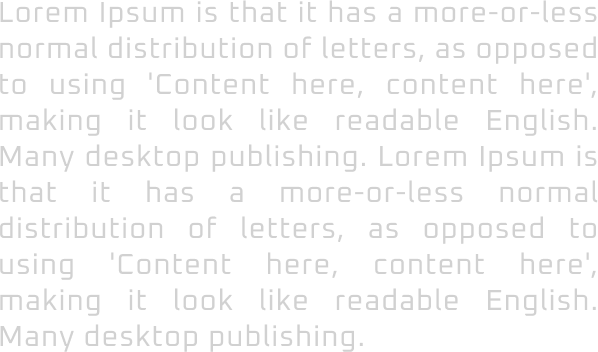 Lorem Ipsum is that it has a more-or-less
normal distribution of letters, as opposed
to using 'Content here, content here',
making it look like readable English.
Many desktop publishing. Lorem Ipsum is
that it has a more-or-less normal
distribution of letters, as opposed to
using 'Content here, content here',
making it look like readable English.
Many desktop publishing.